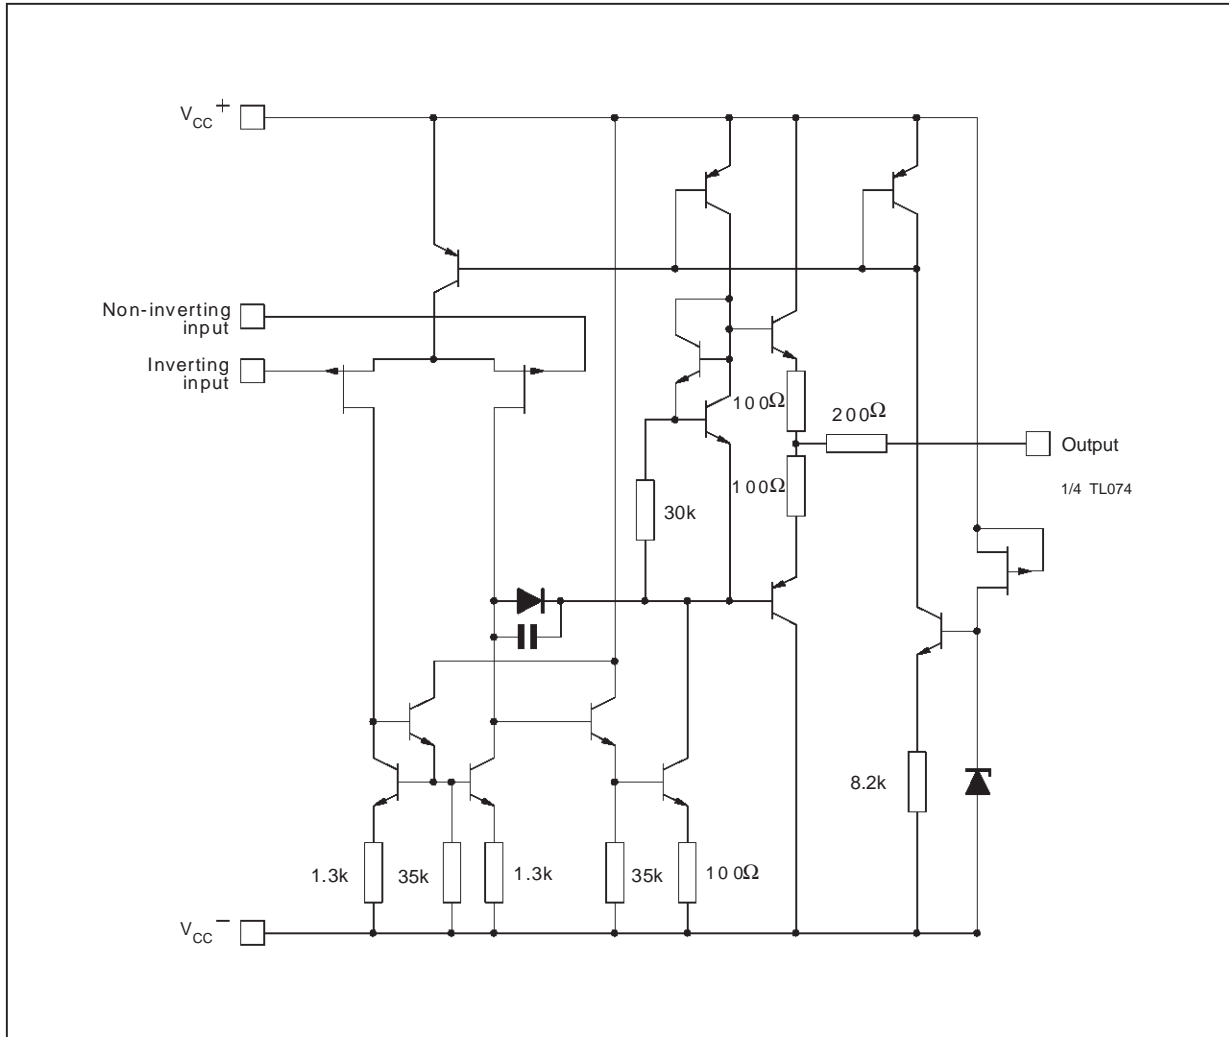 VCC+
Non-inverting
input
Inverting
input
100Ω
200Ω
Output
1/4 TL074
100Ω
30k
8.2k
1.3k
35k
1.3k
35k
100Ω
VCC−